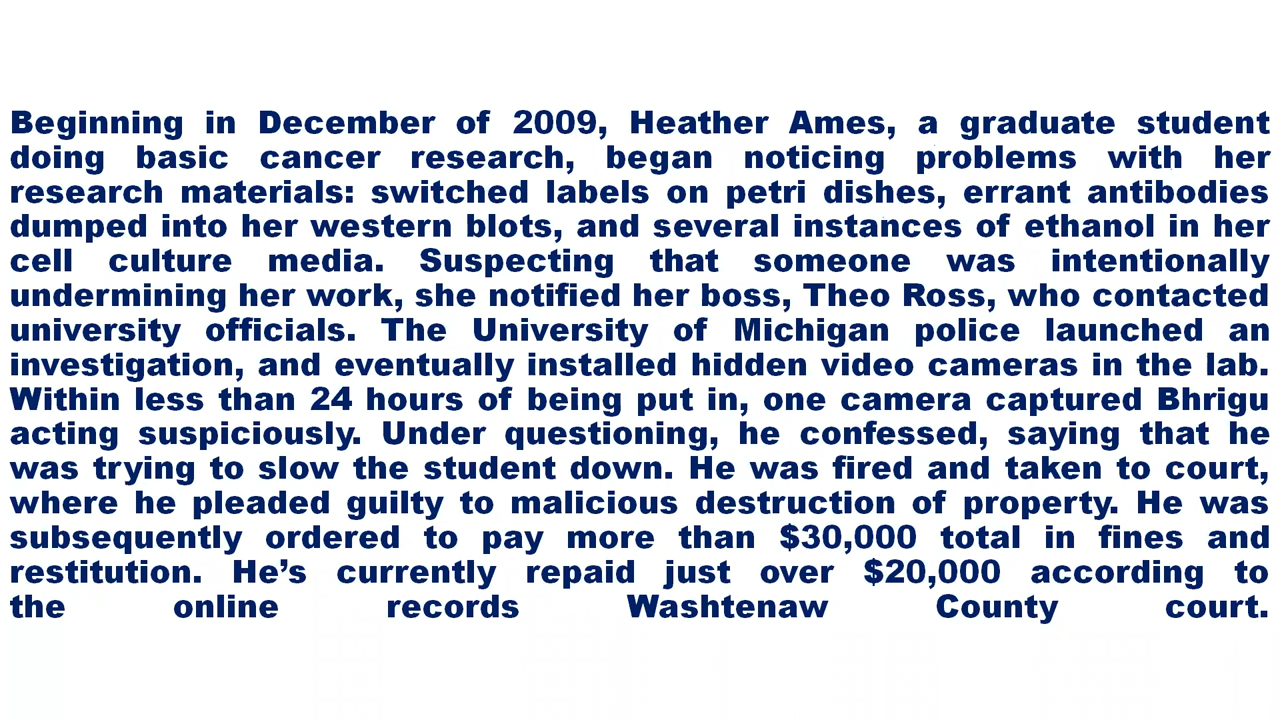 Beginning in December of 2009, Heather Ames, a graduate student
doing basic cancer research, began noticing problems with her
research materials: switched labels on petri dishes, errant antibodies
dumped into her western blots, and several instances of ethanol in her
cell culture media. Suspecting that someone was intentionally
undermining her work, she notified her boss, Theo Ross, who contacted
university officials. The University of Michigan police launched an
investigation, and eventually installed hidden video cameras in the lab.
Within less than 24 hours of being put in, one camera captured Bhrigu
acting suspiciously. Under questioning, he confessed, saying that he
was trying to slow the student down. He was fired and taken to court,
where he pleaded guilty to malicious destruction of property. He was
subsequently ordered to pay more than $30,000 total in fines and
restitution. He’s currently repaid just over $20,000 according to
the online records Washtenaw County court.